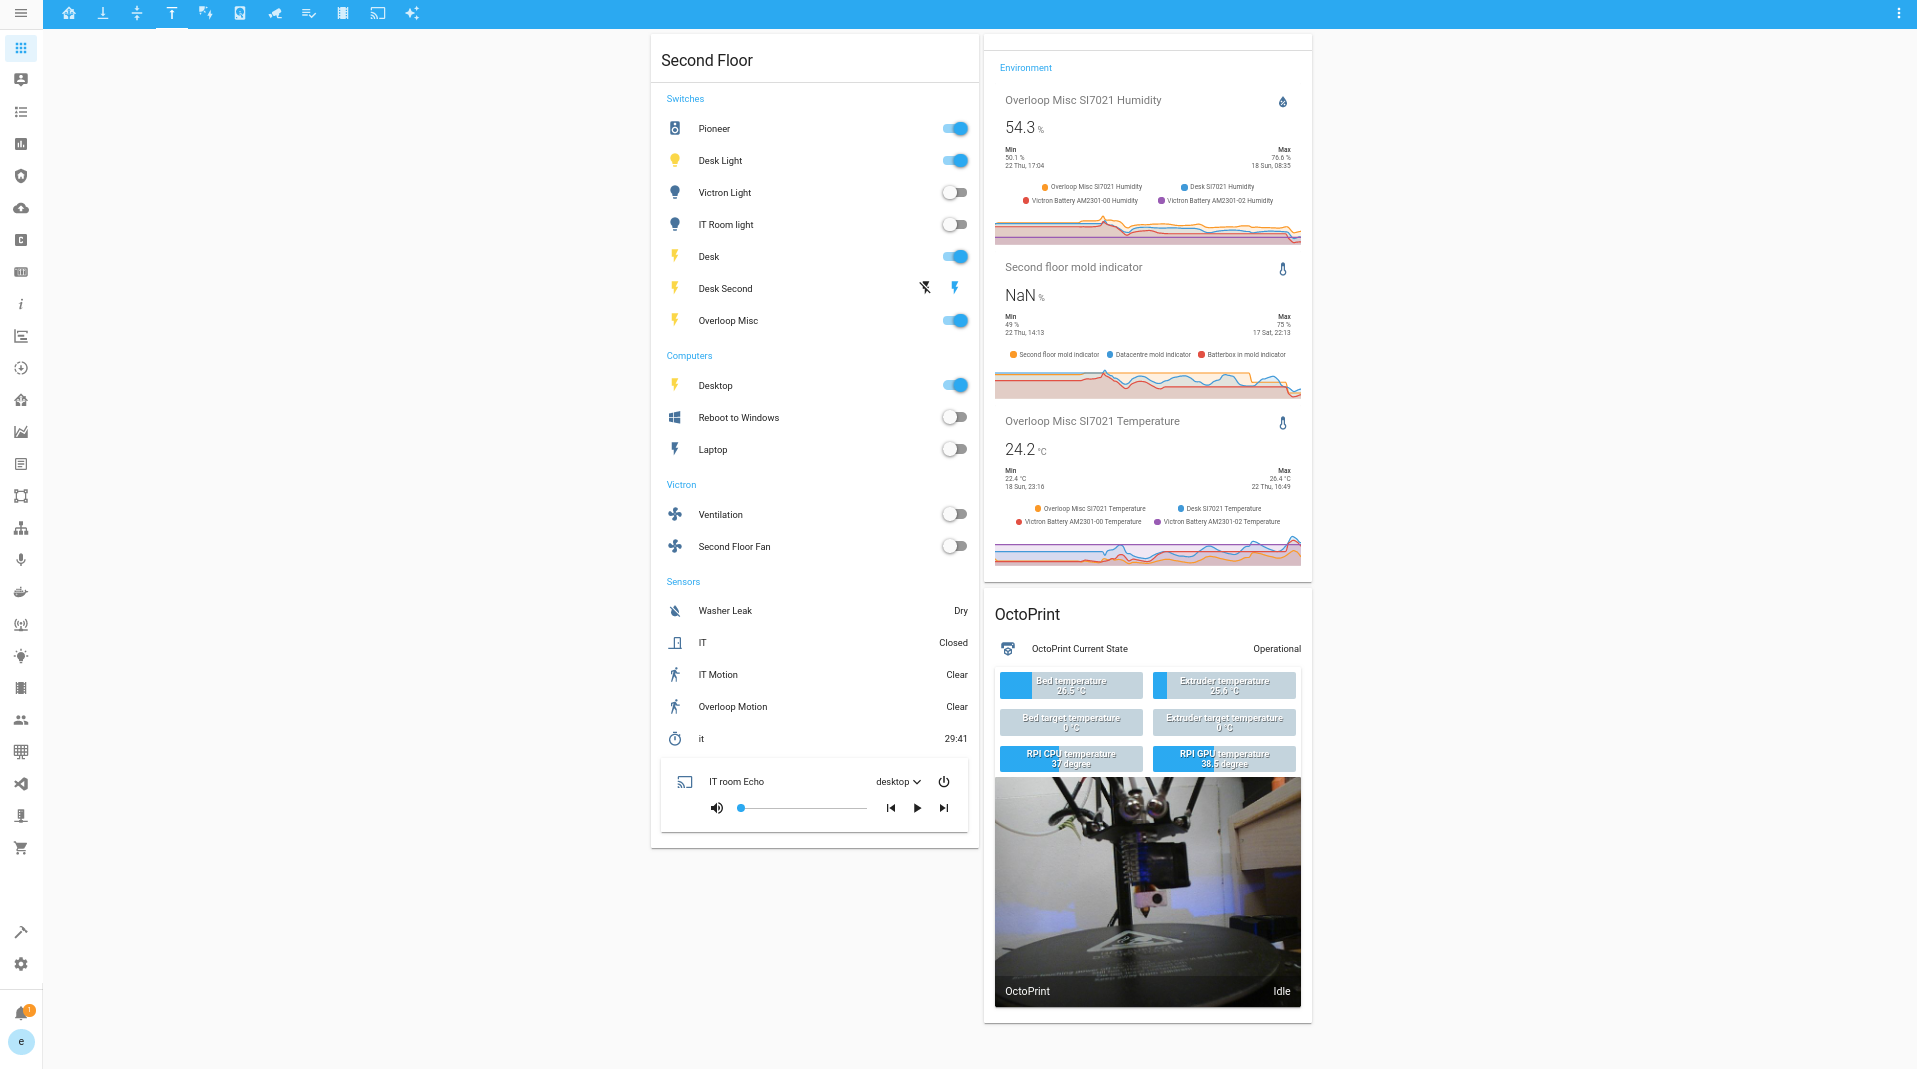 Second Floor
Switches
Pioneer
Desk Light
Victron Light
IT Room light
Desk
Desk Second
Overloop Misc
Computers
Desktop
Reboot to Windows
Laptop
Victron
Ventilation
Second Floor Fan
Sensors
Washer Leak Dry
IT Closed
IT Motion Clear
Overloop Motion Clear
it 29:41
IT room Echo desktop
Environment
Overloop Misc SI7021 Humidity
54.3 %
Min Max
50.1 % 76.6 %
22 Thu, 17:04 18 Sun, 08:35
Overloop Misc SI7021 Humidity Desk SI7021 Humidity
Victron Battery AM2301-00 Humidity Victron Battery AM2301-02 Humidity
Second floor mold indicator
NaN %
Min Max
49 % 75 %
22 Thu, 14:13 17 Sat, 22:13
Second floor mold indicator Datacentre mold indicator Batterbox in mold indicator
Overloop Misc SI7021 Temperature
24.2 °C
Min Max
22.4 °C 26.4 °C
18 Sun, 23:16 22 Thu, 16:49
Overloop Misc SI7021 Temperature Desk SI7021 Temperature
Victron Battery AM2301-00 Temperature Victron Battery AM2301-02 Temperature
OctoPrint
OctoPrint Current State Operational
Bed temperature Extruder temperature
26.5 °C 25.6 °C
Bed target temperature Extruder target temperature
0 °C 0 °C
RPI CPU temperature RPI GPU temperature
37 degree 38.5 degree
OctoPrint Idle
C
i
e